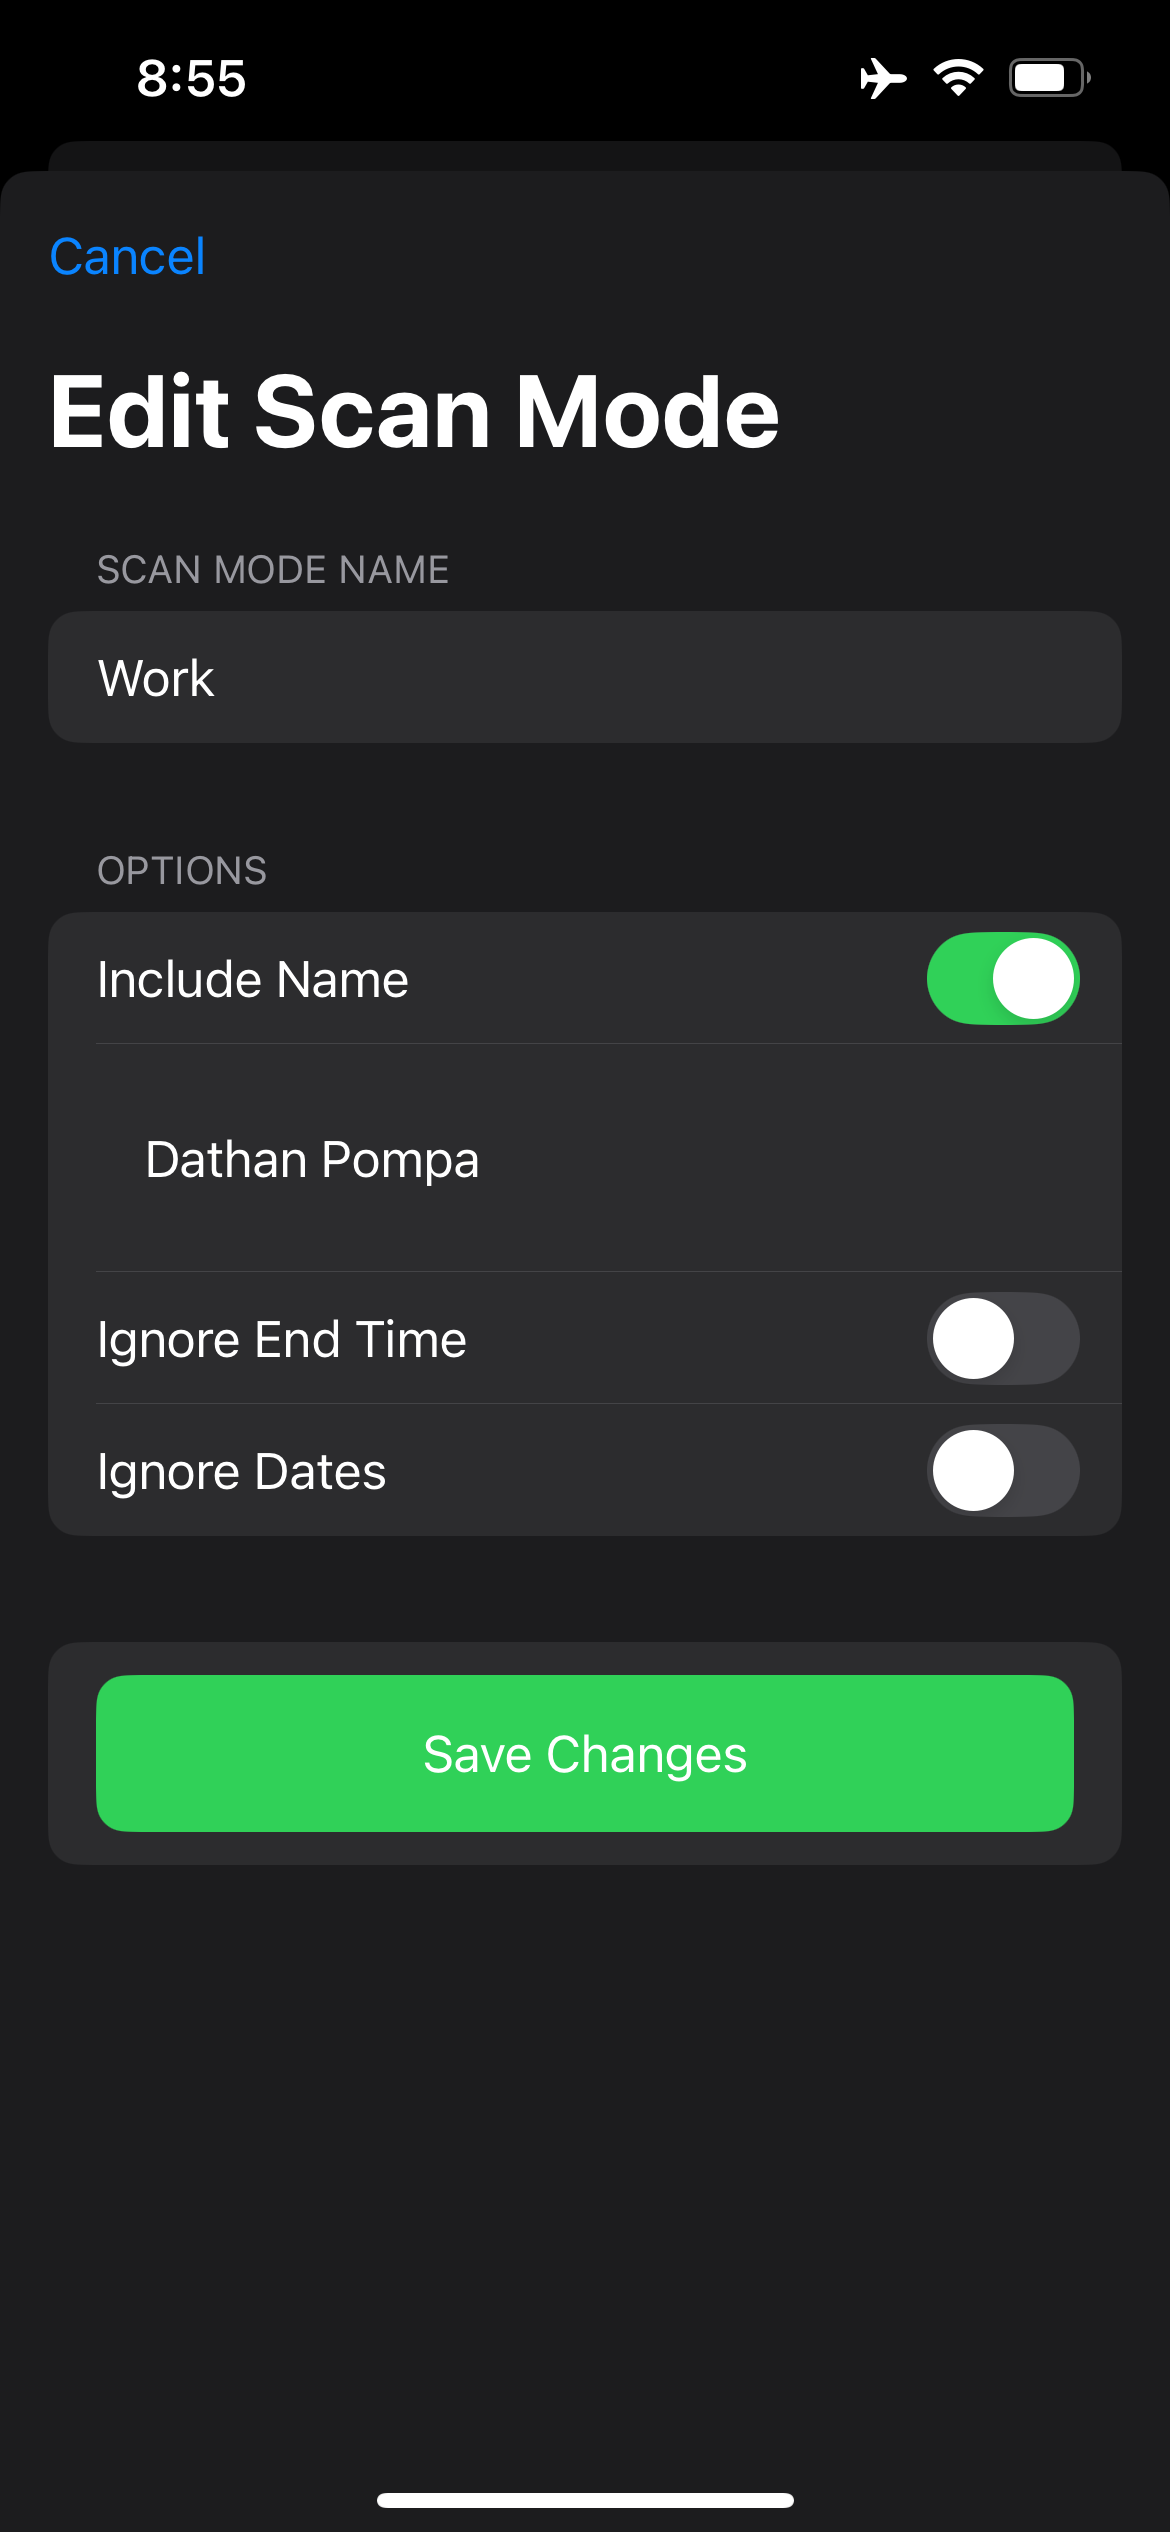 8:55
Cancel
Edit Scan Mode
SCAN MODE NAME
Work
OPTIONS
Include Name
Dathan Pompa
Ignore End Time
Ignore Dates
Save Changes